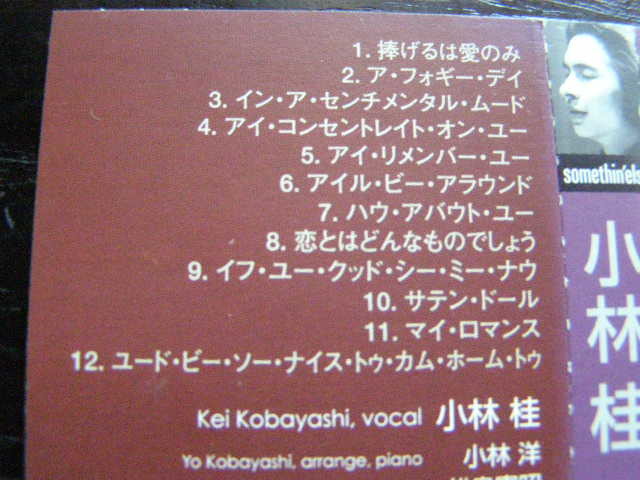 1. 捧げるは愛のみ
2. ア・フォギー・デイ
3. イン・ア・センチメンタル・ムード
4. アイ・コンセントレイト・オン・ユー
5. アイ・リメンバー・ユー
6. アイル・ビー・アラウンド
7. ハウ・アバウト・ユー
8. 恋とはどんなものでしょう
9. イフ・ユー・クッド・シー・ミー・ナウ
10. サテン・ドール
11. マイ・ロマンス
12. ユード・ビー・ソー・ナイス・トゥ・カム・ホーム・トゥ
Kei Kobayashi, vocal 小林 桂
Yo Kobayashi, arrange, piano 小林 洋
somethin'els
小林桂